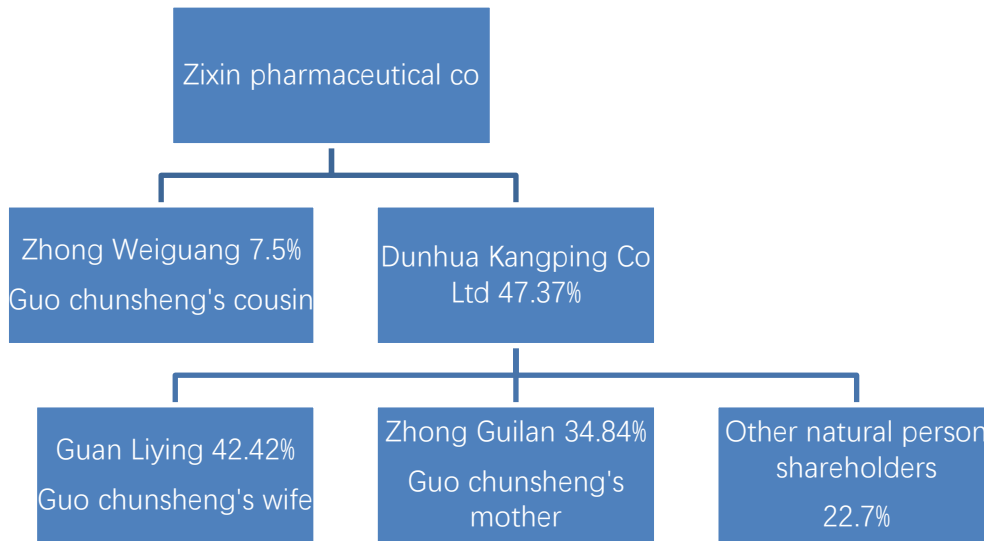 Zixin pharmaceutical co
Zhong Weiguang 7.5%
Guo chunsheng's cousin
Dunhua Kangping Co
Ltd 47.37%
Guan Liying 42.42%
Guo chunsheng's wife
Zhong Guilan 34.84%
Guo chunsheng's
mother
Other natural person
shareholders
22.7%